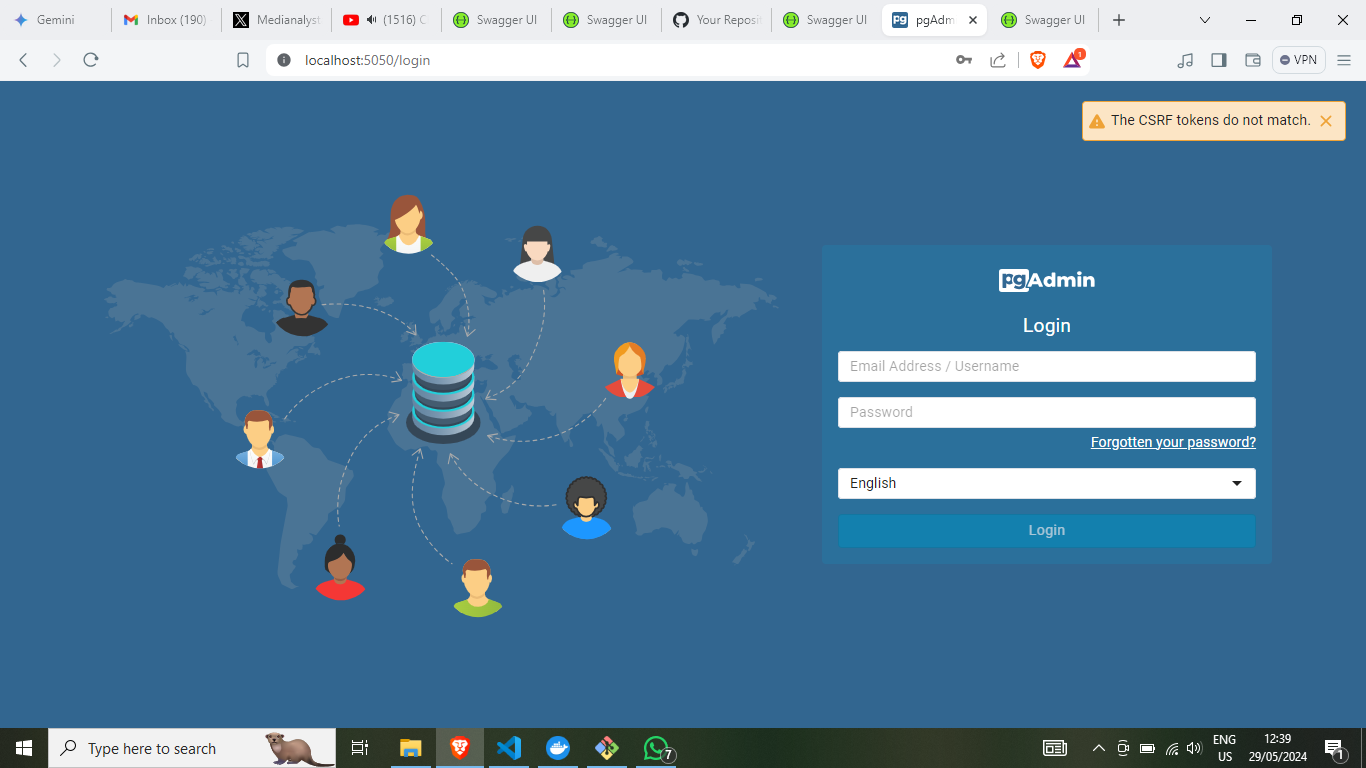 Gemini
Inbox (190)
Medianalyst
(1516) C
Swagger UI
Swagger UI
Your Reposit
Swagger UI
pgAdm
Swagger UI
localhost:5050/login
1
VPN
The CSRF tokens do not match.
pgAdmin
Login
Email Address / Username
Password
Forgotten your password?
English
Login
Type here to search
7
ENG
US
12:39
29/05/2024
1